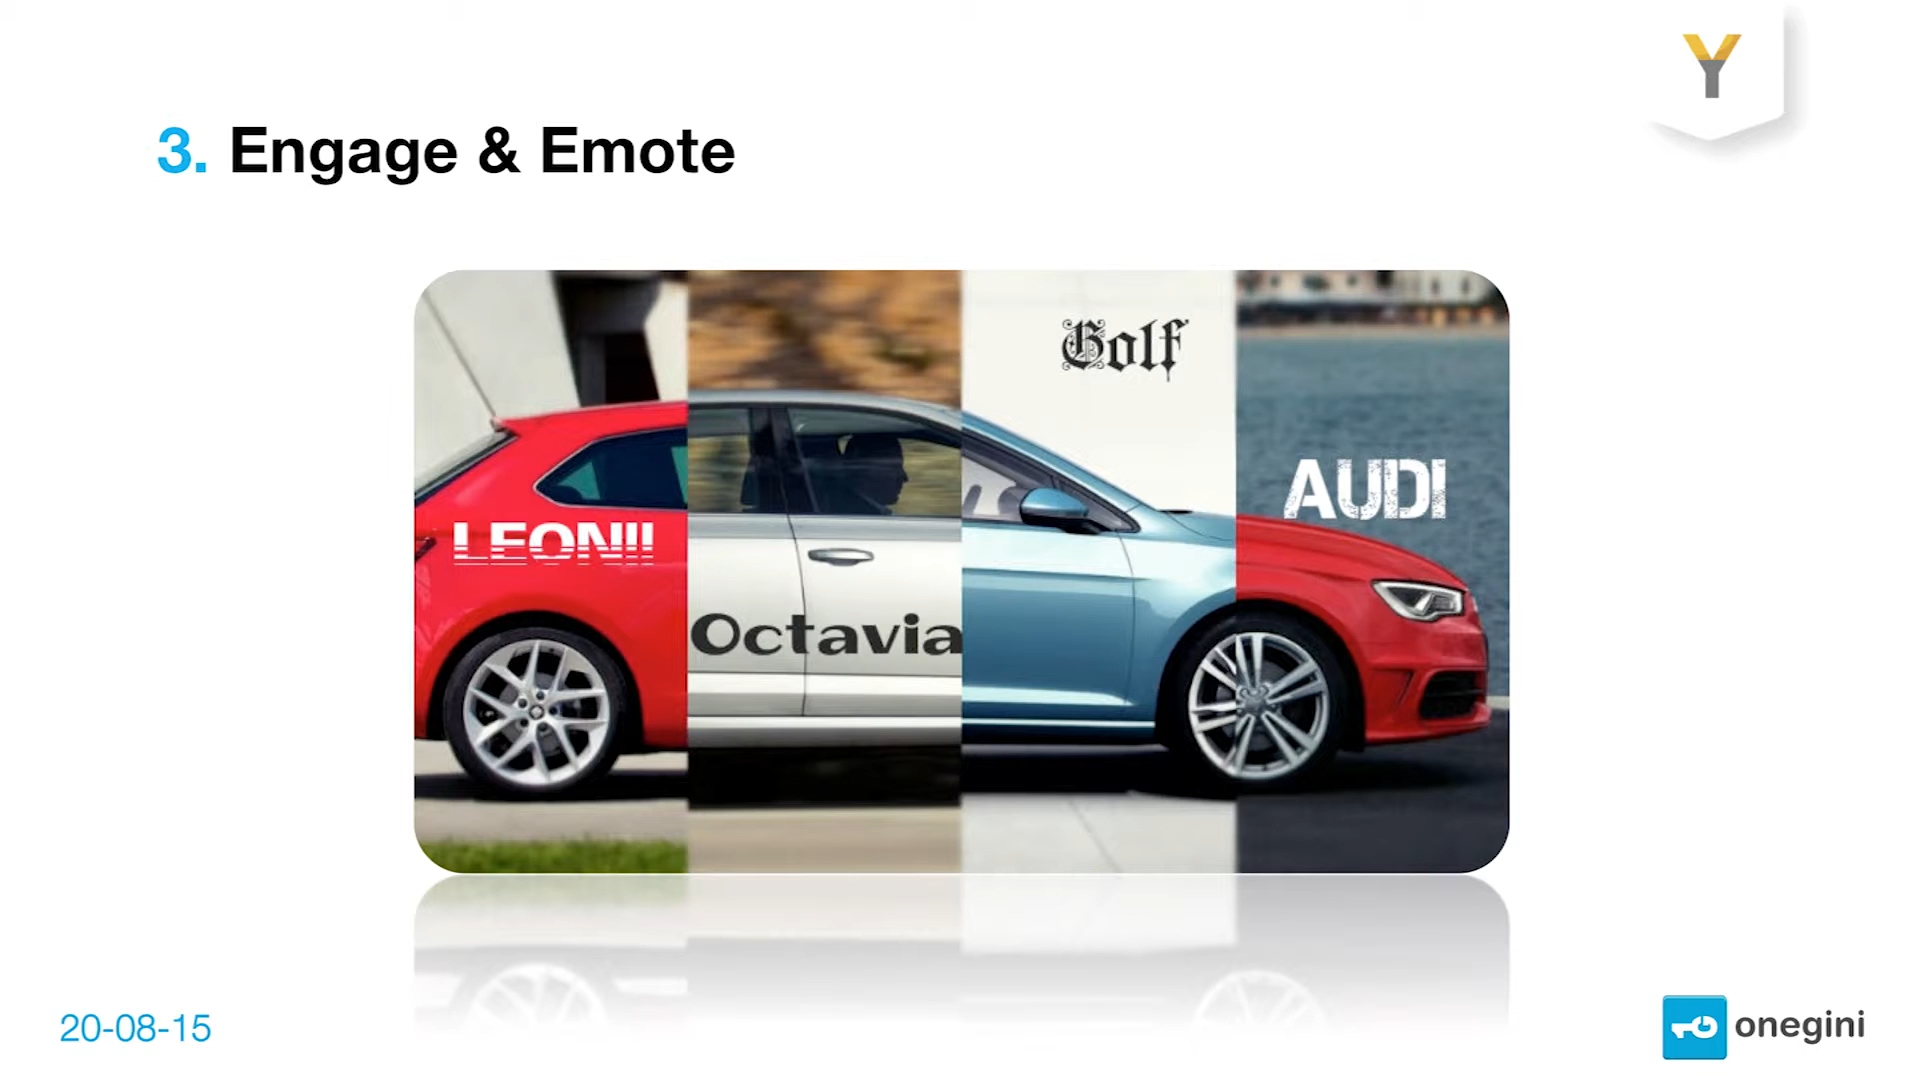 Y
3. Engage & Emote
Golf
AUDI
LEON!!
Octavia
20-08-15
onegini